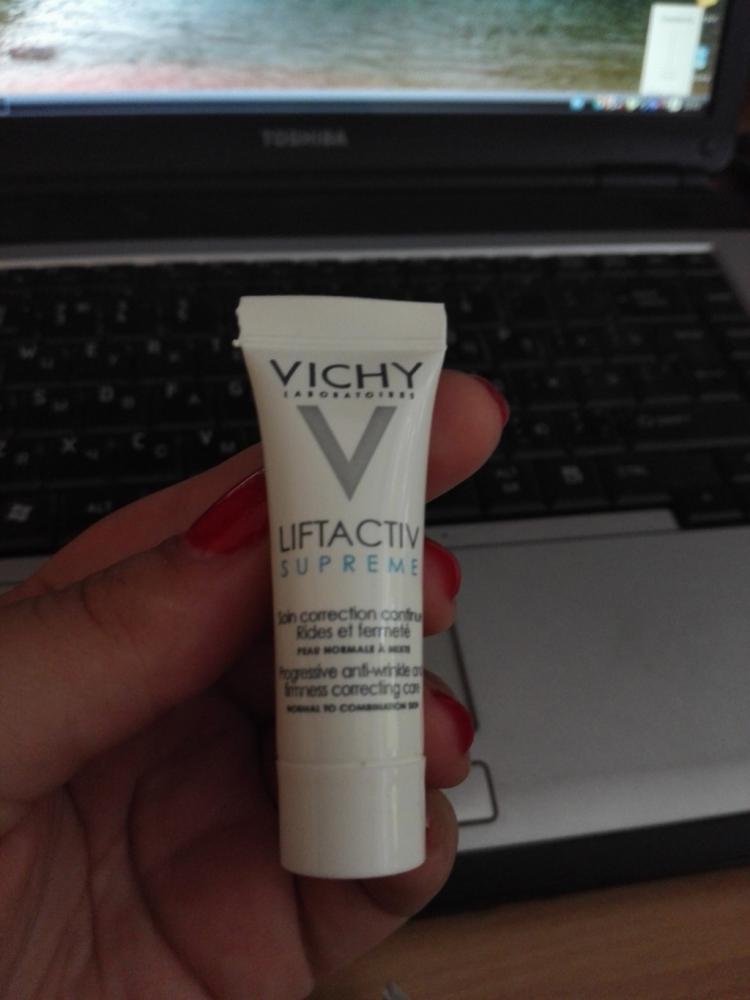 TOSHIBA
VICHY
LABORATOIRES
V
LIFTACTIV
SUPREME
Soin correction continue
Rides et fermeté
PEAU NORMALE À MIXTE
Progressive anti-wrinkle and
firmness correcting care
NORMAL TO COMBINATION SKIN
ALT